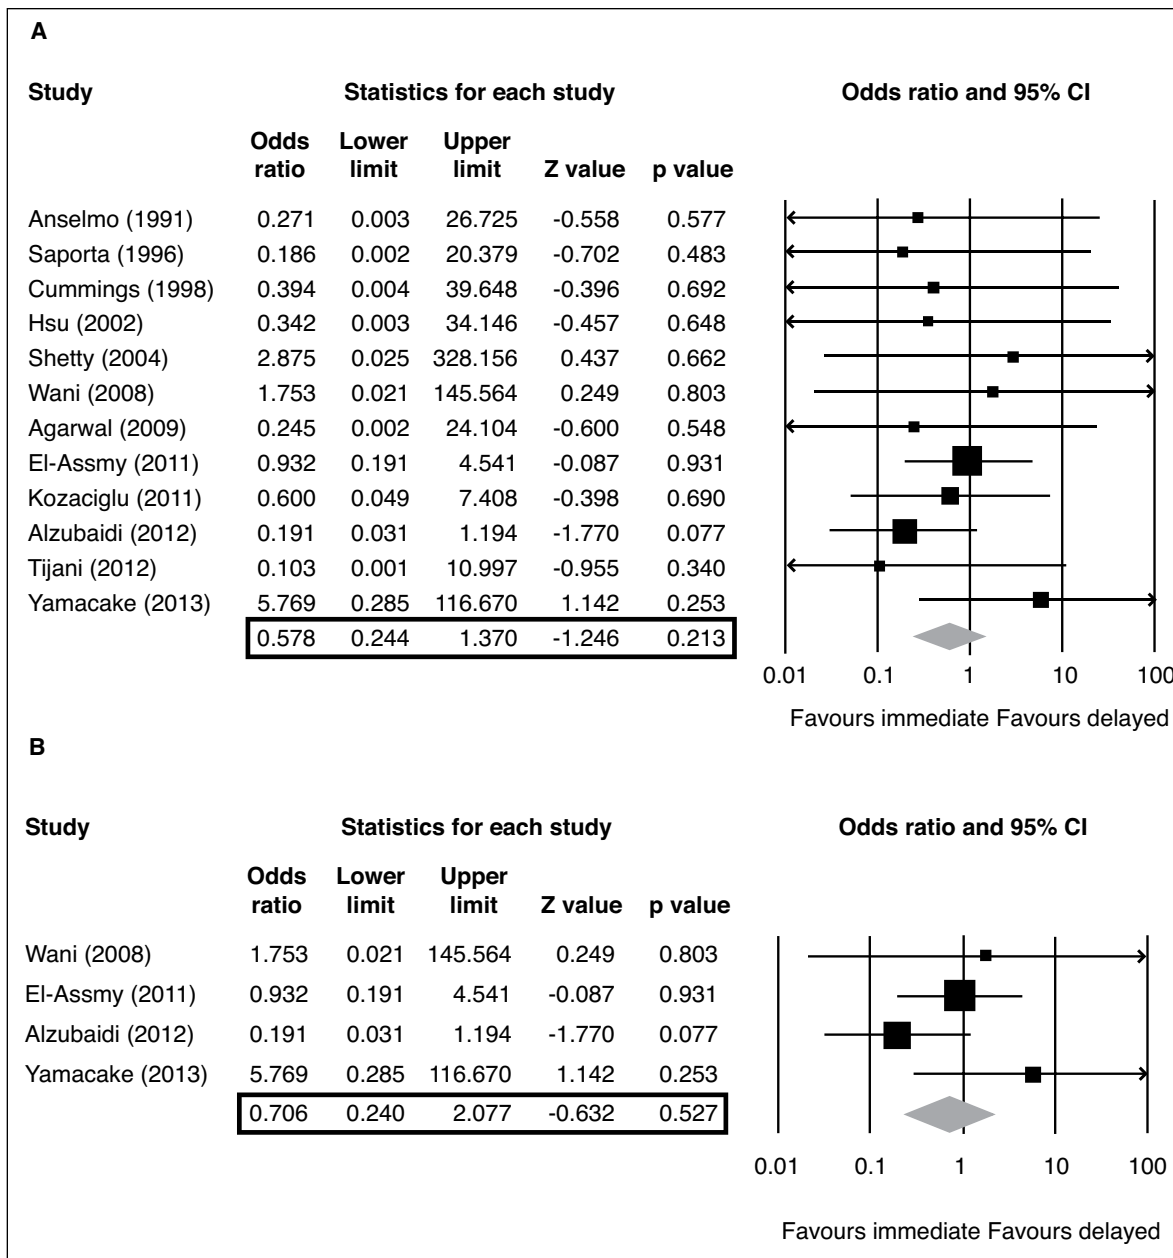 A
Study Statistics for each study Odds ratio and 95% CI
Odds Lower Upper
ratio limit limit Z value p value
Anselmo (1991) 0.271 0.003 26.725 -0.558 0.577
Saporta (1996) 0.186 0.002 20.379 -0.702 0.483
Cummings (1998) 0.394 0.004 39.648 -0.396 0.692
Hsu (2002) 0.342 0.003 34.146 -0.457 0.648
Shetty (2004) 2.875 0.025 328.156 0.437 0.662
Wani (2008) 1.753 0.021 145.564 0.249 0.803
Agarwal (2009) 0.245 0.002 24.104 -0.600 0.548
El-Assmy (2011) 0.932 0.191 4.541 -0.087 0.931
Kozaciglu (2011) 0.600 0.049 7.408 -0.398 0.690
Alzubaidi (2012) 0.191 0.031 1.194 -1.770 0.077
Tijani (2012) 0.103 0.001 10.997 -0.955 0.340
Yamacake (2013) 5.769 0.285 116.670 1.142 0.253
0.578 0.244 1.370 -1.246 0.213
0.01 0.1 1 10 100
Favours immediate Favours delayed
B
Study Statistics for each study Odds ratio and 95% CI
Odds Lower Upper
ratio limit limit Z value p value
Wani (2008) 1.753 0.021 145.564 0.249 0.803
El-Assmy (2011) 0.932 0.191 4.541 -0.087 0.931
Alzubaidi (2012) 0.191 0.031 1.194 -1.770 0.077
Yamacake (2013) 5.769 0.285 116.670 1.142 0.253
0.706 0.240 2.077 -0.632 0.527
0.01 0.1 1 10 100
Favours immediate Favours delayed